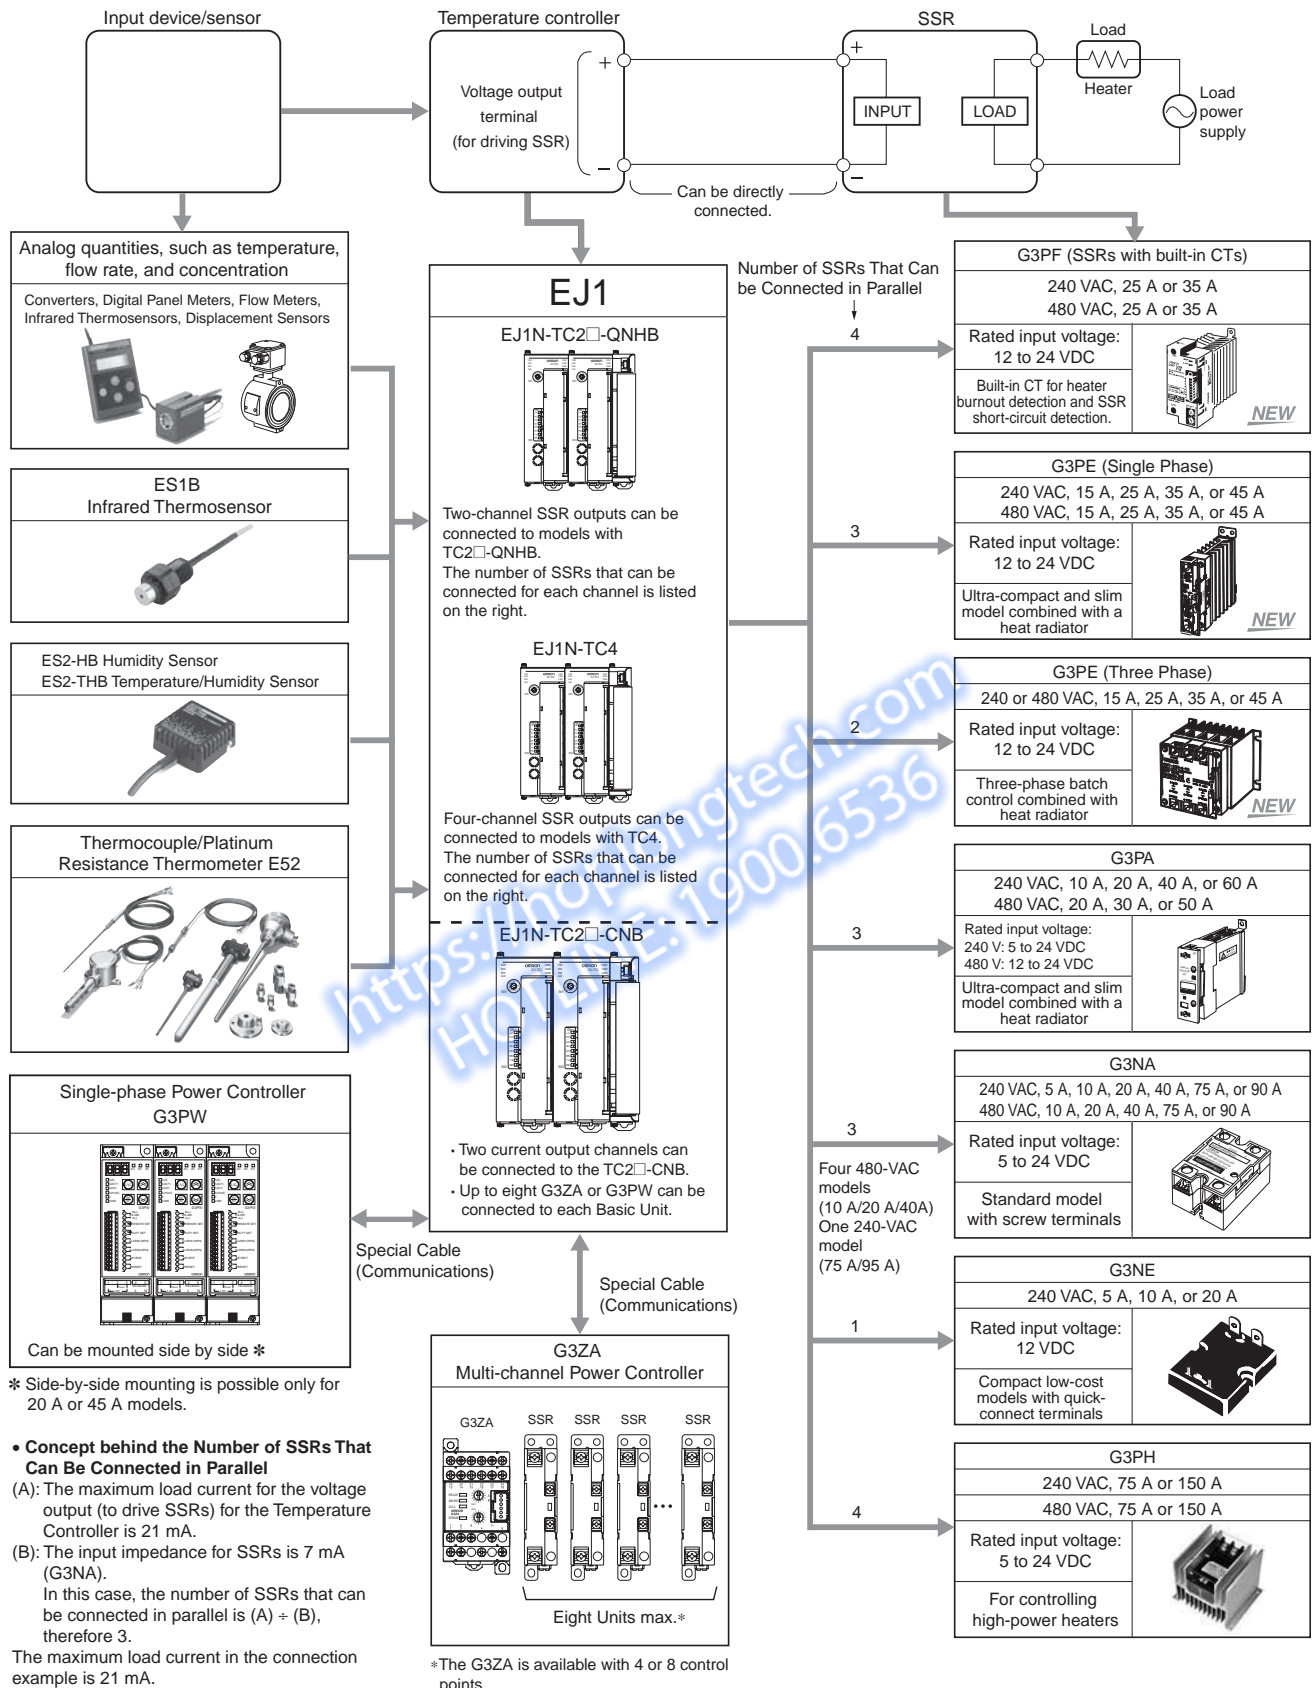 Input device/sensor
Temperature controller
SSR
Load
Heater
Load
power
supply
+
Voltage output
terminal
(for driving SSR)
−
+
INPUT
LOAD
−
Can be directly
connected.
Analog quantities, such as temperature,
flow rate, and concentration
Converters, Digital Panel Meters, Flow Meters,
Infrared Thermosensors, Displacement Sensors
ES1B
Infrared Thermosensor
ES2-HB Humidity Sensor
ES2-THB Temperature/Humidity Sensor
Thermocouple/Platinum
Resistance Thermometer E52
Single-phase Power Controller
G3PW
Can be mounted side by side ✻
✻ Side-by-side mounting is possible only for
20 A or 45 A models.
• Concept behind the Number of SSRs That
Can Be Connected in Parallel
(A): The maximum load current for the voltage
output (to drive SSRs) for the Temperature
Controller is 21 mA.
(B): The input impedance for SSRs is 7 mA
(G3NA).
In this case, the number of SSRs that can
be connected in parallel is (A) ÷ (B),
therefore 3.
The maximum load current in the connection
example is 21 mA.
EJ1
EJ1N-TC2□-QNHB
Two-channel SSR outputs can be
connected to models with
TC2□-QNHB.
The number of SSRs that can be
connected for each channel is listed
on the right.
EJ1N-TC4
Four-channel SSR outputs can be
connected to models with TC4.
The number of SSRs that can be
connected for each channel is listed
on the right.
EJ1N-TC2□-CNB
· Two current output channels can
be connected to the TC2□-CNB.
· Up to eight G3ZA or G3PW can be
connected to each Basic Unit.
Special Cable
(Communications)
Special Cable
(Communications)
G3ZA
Multi-channel Power Controller
G3ZA
SSR SSR SSR SSR
Eight Units max.*
*The G3ZA is available with 4 or 8 control
points.
Number of SSRs That Can
be Connected in Parallel
4
G3PF (SSRs with built-in CTs)
240 VAC, 25 A or 35 A
480 VAC, 25 A or 35 A
Rated input voltage:
12 to 24 VDC
Built-in CT for heater
burnout detection and SSR
short-circuit detection.
NEW
3
G3PE (Single Phase)
240 VAC, 15 A, 25 A, 35 A, or 45 A
480 VAC, 15 A, 25 A, 35 A, or 45 A
Rated input voltage:
12 to 24 VDC
Ultra-compact and slim
model combined with a
heat radiator
NEW
2
G3PE (Three Phase)
240 or 480 VAC, 15 A, 25 A, 35 A, or 45 A
Rated input voltage:
12 to 24 VDC
Three-phase batch
control combined with
heat radiator
NEW
3
G3PA
240 VAC, 10 A, 20 A, 40 A, or 60 A
480 VAC, 20 A, 30 A, or 50 A
Rated input voltage:
240 V: 5 to 24 VDC
480 V: 12 to 24 VDC
Ultra-compact and slim
model combined with a
heat radiator
3
Four 480-VAC
models
(10 A/20 A/40A)
One 240-VAC
model
(75 A/95 A)
G3NA
240 VAC, 5 A, 10 A, 20 A, 40 A, 75 A, or 90 A
480 VAC, 10 A, 20 A, 40 A, 75 A, or 90 A
Rated input voltage:
5 to 24 VDC
Standard model
with screw terminals
1
G3NE
240 VAC, 5 A, 10 A, or 20 A
Rated input voltage:
12 VDC
Compact low-cost
models with quick-
connect terminals
4
G3PH
240 VAC, 75 A or 150 A
480 VAC, 75 A or 150 A
Rated input voltage:
5 to 24 VDC
For controlling
high-power heaters
https://hoplongtech.com
HOTLINE: 1900.6536